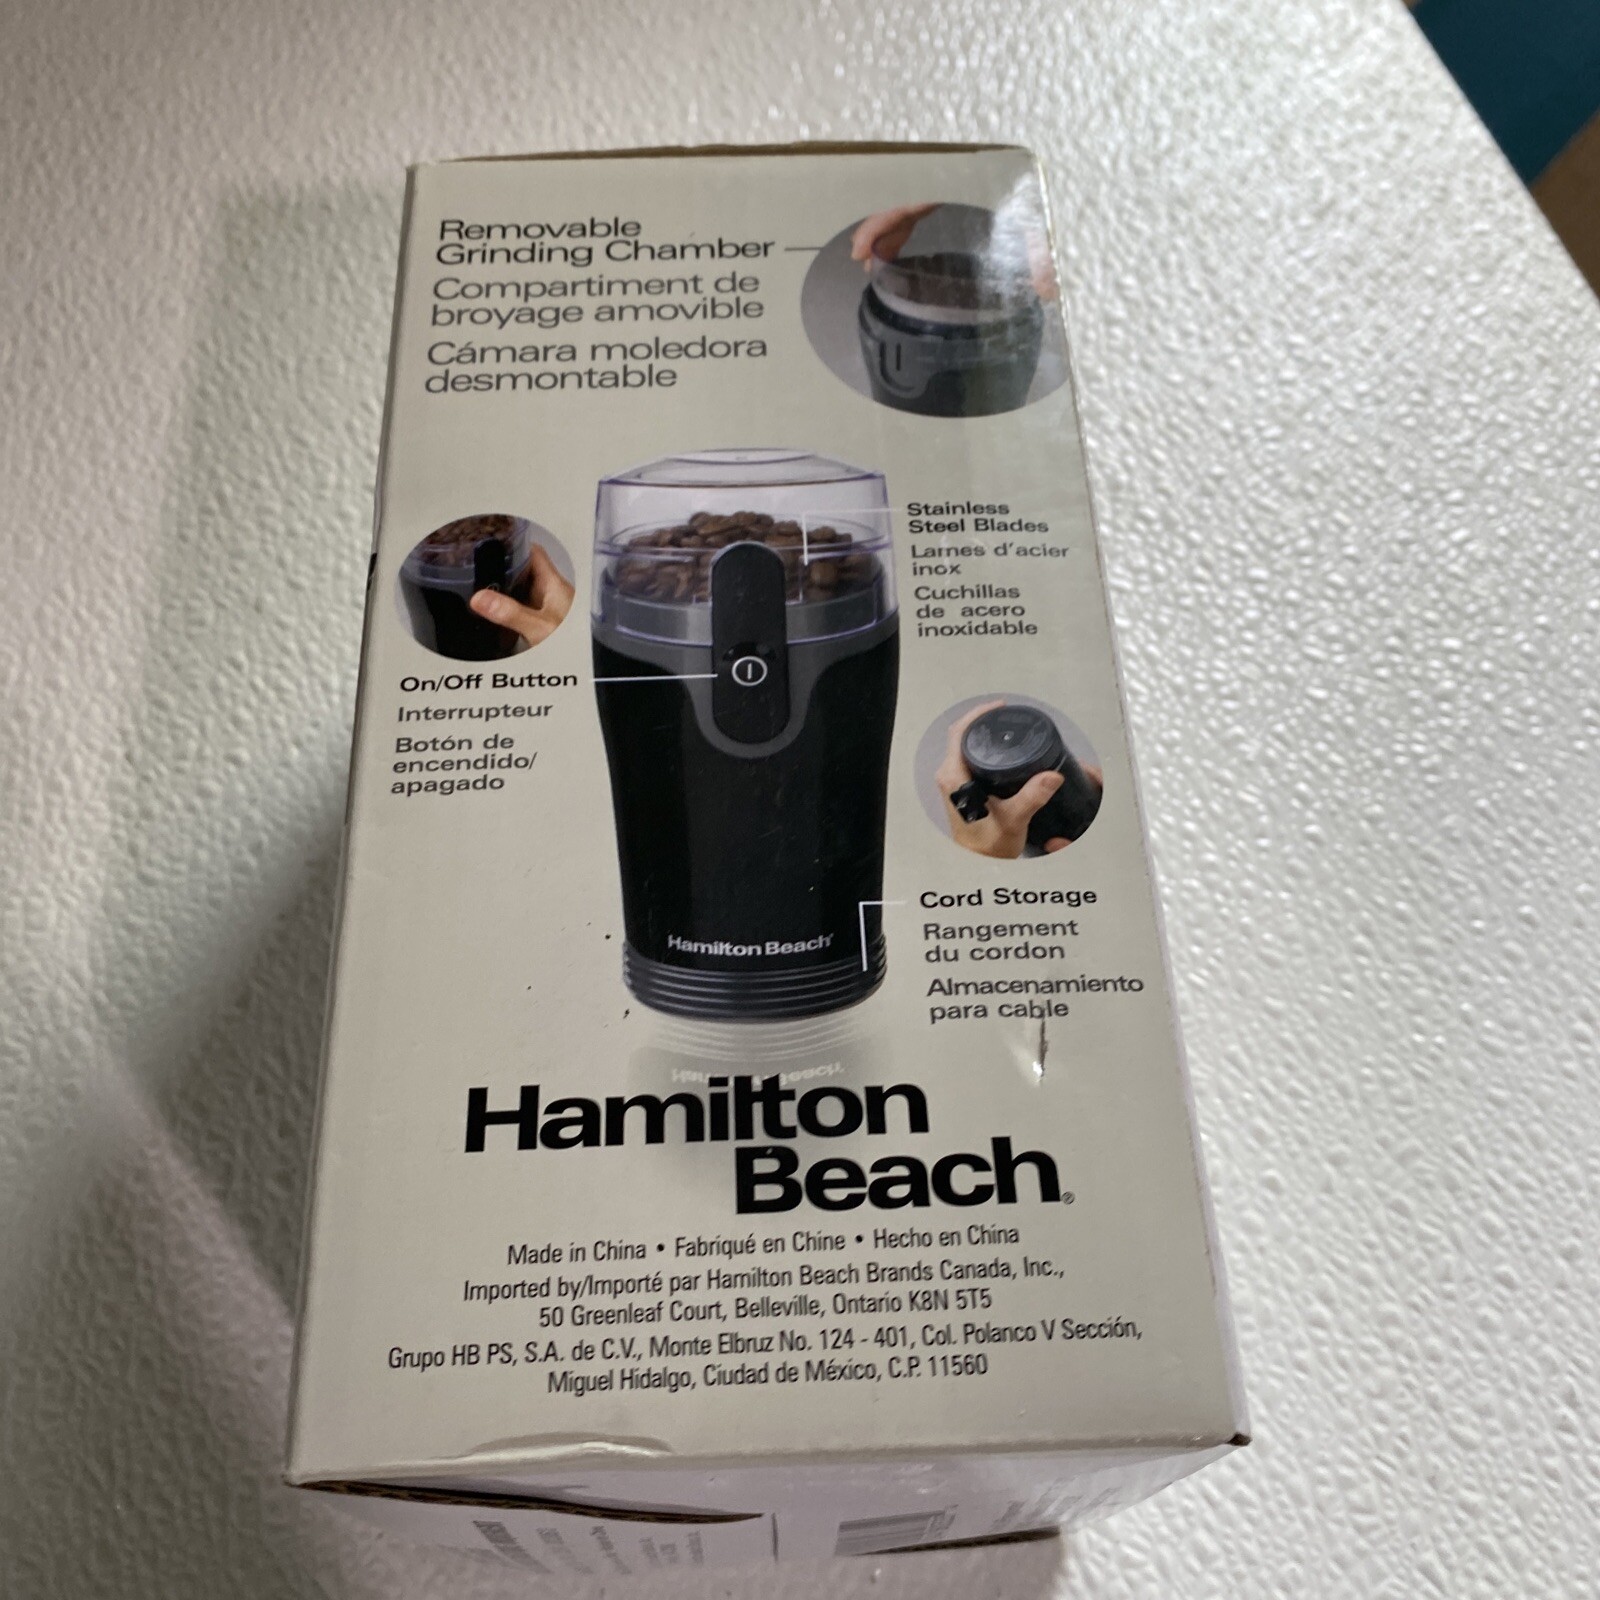 Removable
Grinding Chamber
Compartiment de
broyage amovible
Cámara moledora
desmontable
Stainless
Steel Blades
Lames d'acier
inox
Cuchillas
de acero
inoxidable
On/Off Button
Interrupteur
Botón de
encendido/
apagado
Cord Storage
Rangement
du cordon
Almacenamiento
para cable
Hamilton Beach
Hamilton
Beach®
Made in China • Fabriqué en Chine • Hecho en China
Imported by/Importé par Hamilton Beach Brands Canada, Inc.,
50 Greenleaf Court, Belleville, Ontario K8N 5T5
Grupo HB PS, S.A. de C.V., Monte Elbruz No. 124 - 401, Col. Polanco V Sección,
Miguel Hidalgo, Ciudad de México, C.P. 11560